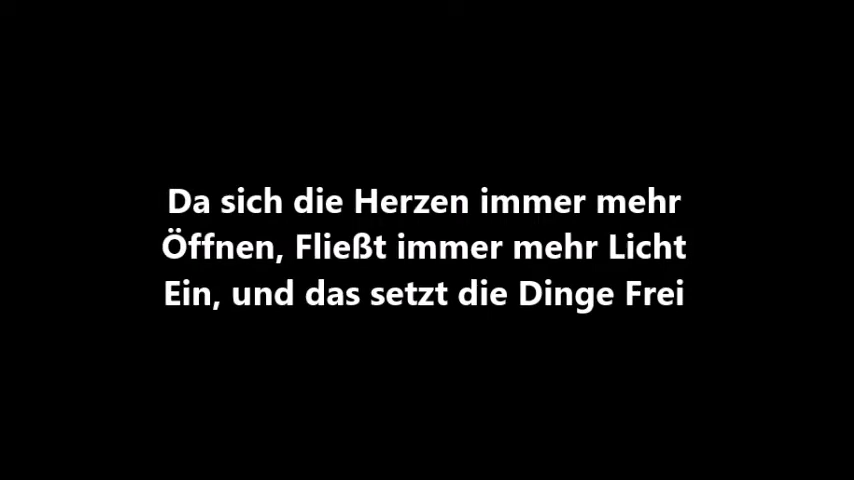 Da sich die Herzen immer mehr
Öffnen, Fließt immer mehr Licht
Ein, und das setzt die Dinge Frei